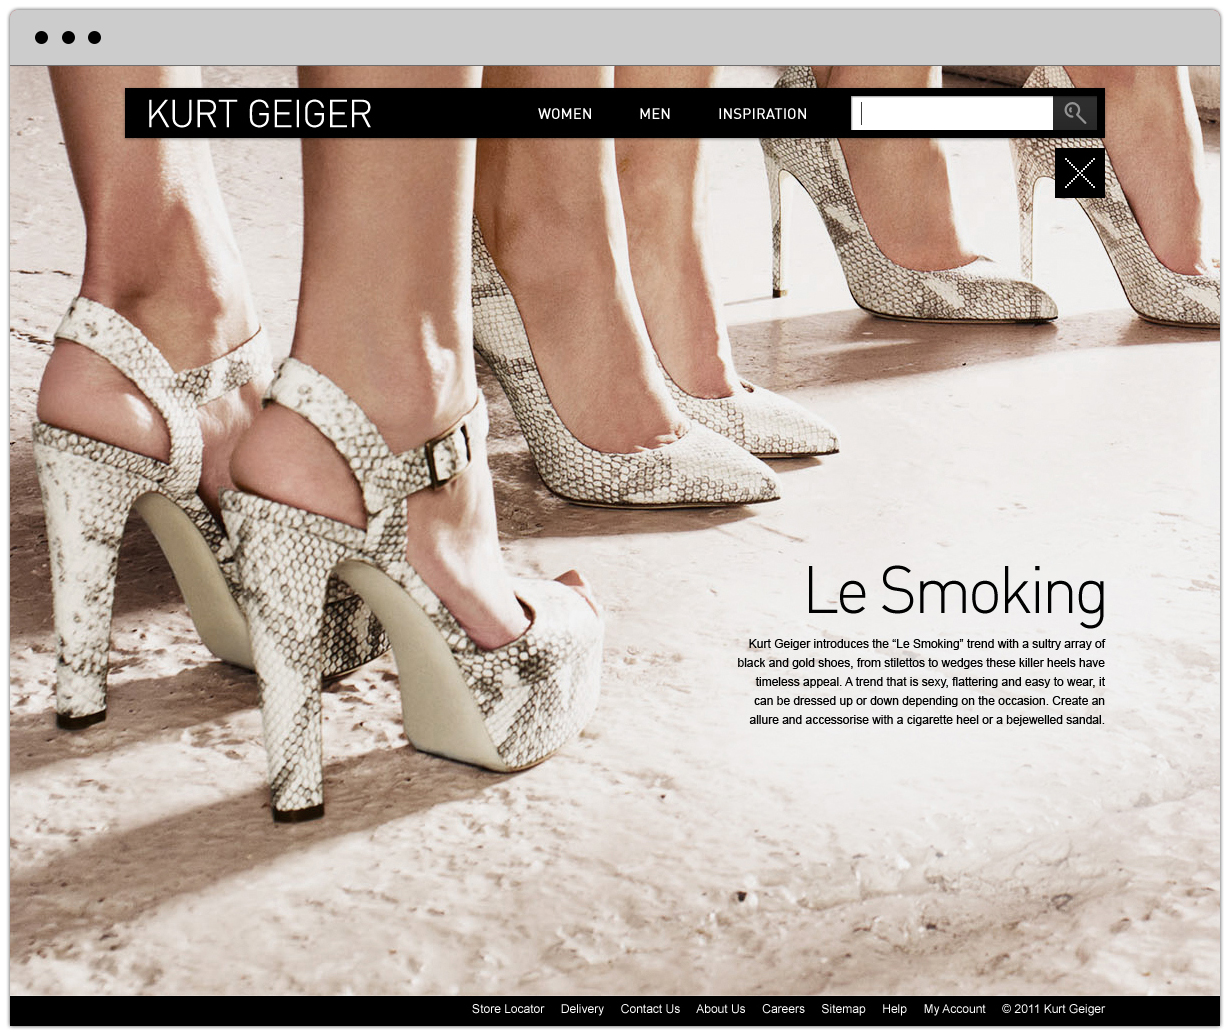 KURT GEIGER
WOMEN MEN INSPIRATION
Le Smoking
Kurt Geiger introduces the “Le Smoking” trend with a sultry array of
black and gold shoes, from stilettos to wedges these killer heels have
timeless appeal. A trend that is sexy, flattering and easy to wear, it
can be dressed up or down depending on the occasion. Create an
allure and accessorise with a cigarette heel or a bejewelled sandal.
Store Locator Delivery Contact Us About Us Careers Sitemap Help My Account © 2011 Kurt Geiger